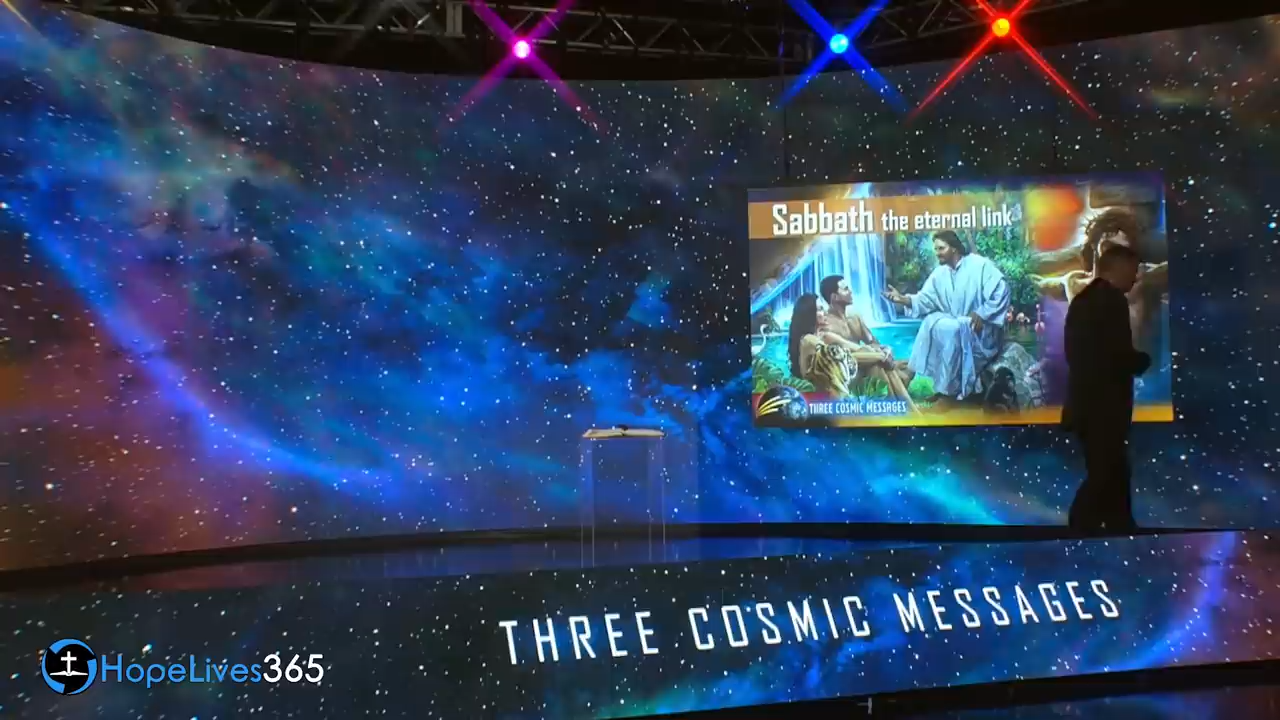 Sabbath the eternal link
THREE COSMIC MESSAGES
THREE COSMIC MESSAGES
HopeLives365